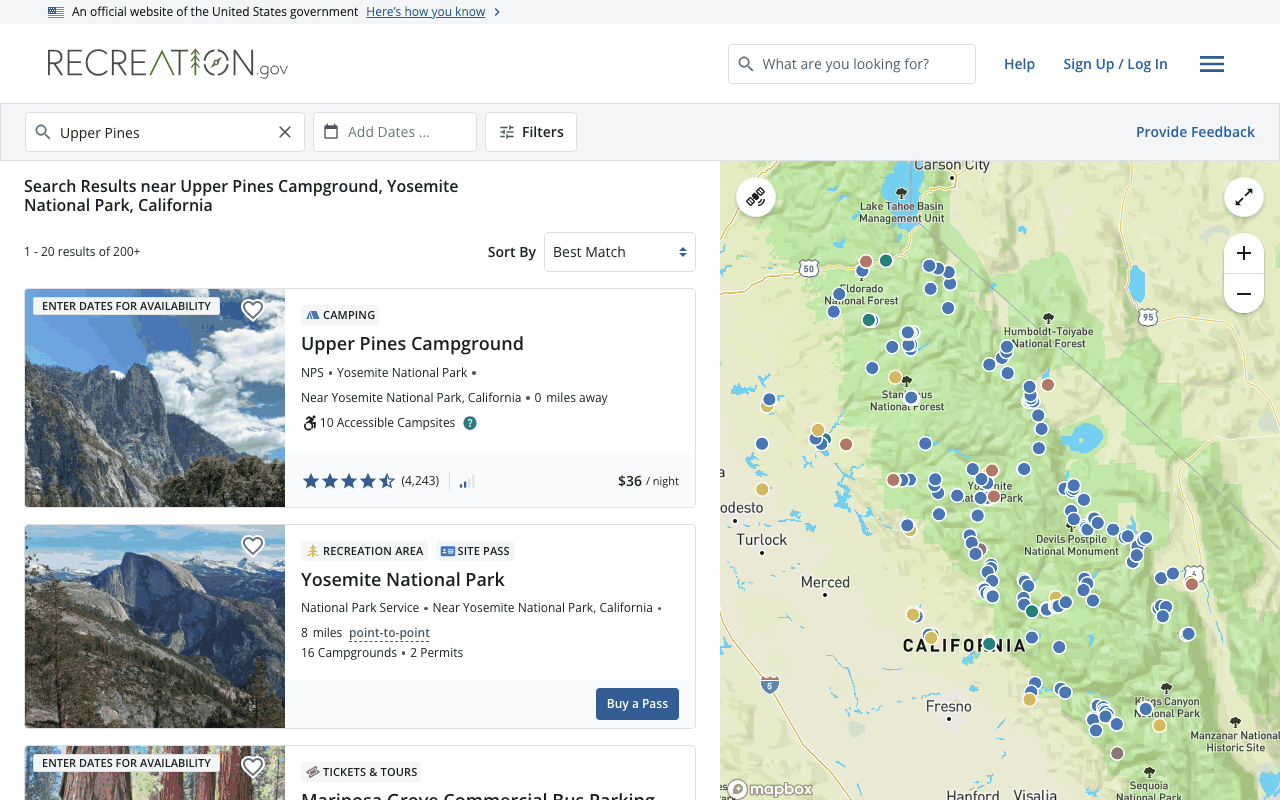 An official website of the United States government Here's how you know
RECREATION.gov
What are you looking for?
Help
Sign Up / Log In
Upper Pines
Add Dates ...
Filters
Provide Feedback
Search Results near Upper Pines Campground, Yosemite
National Park, California
1 - 20 results of 200+
Sort By
Best Match
ENTER DATES FOR AVAILABILITY
CAMPING
Upper Pines Campground
NPS • Yosemite National Park •
Near Yosemite National Park, California • 0 miles away
10 Accessible Campsites ?
(4,243)
$36 / night
RECREATION AREA
SITE PASS
Yosemite National Park
National Park Service • Near Yosemite National Park, California •
8 miles point-to-point
16 Campgrounds • 2 Permits
Buy a Pass
ENTER DATES FOR AVAILABILITY
TICKETS & TOURS
Mariposa Grove Commercial Bus Parking
Carson City
Lake Tahoe Basin
Management Unit
50
Eldorado
National Forest
95
Humboldt-Toiyabe
National Forest
National Forest
Turlock
Devils Postpile
National Monument
Merced
CALIFORNIA
5
Fresno
Kings Canyon
National Park
Manzanar National
Historic Site
Sequoia
National Park
Hanford
Visalia
mapbox